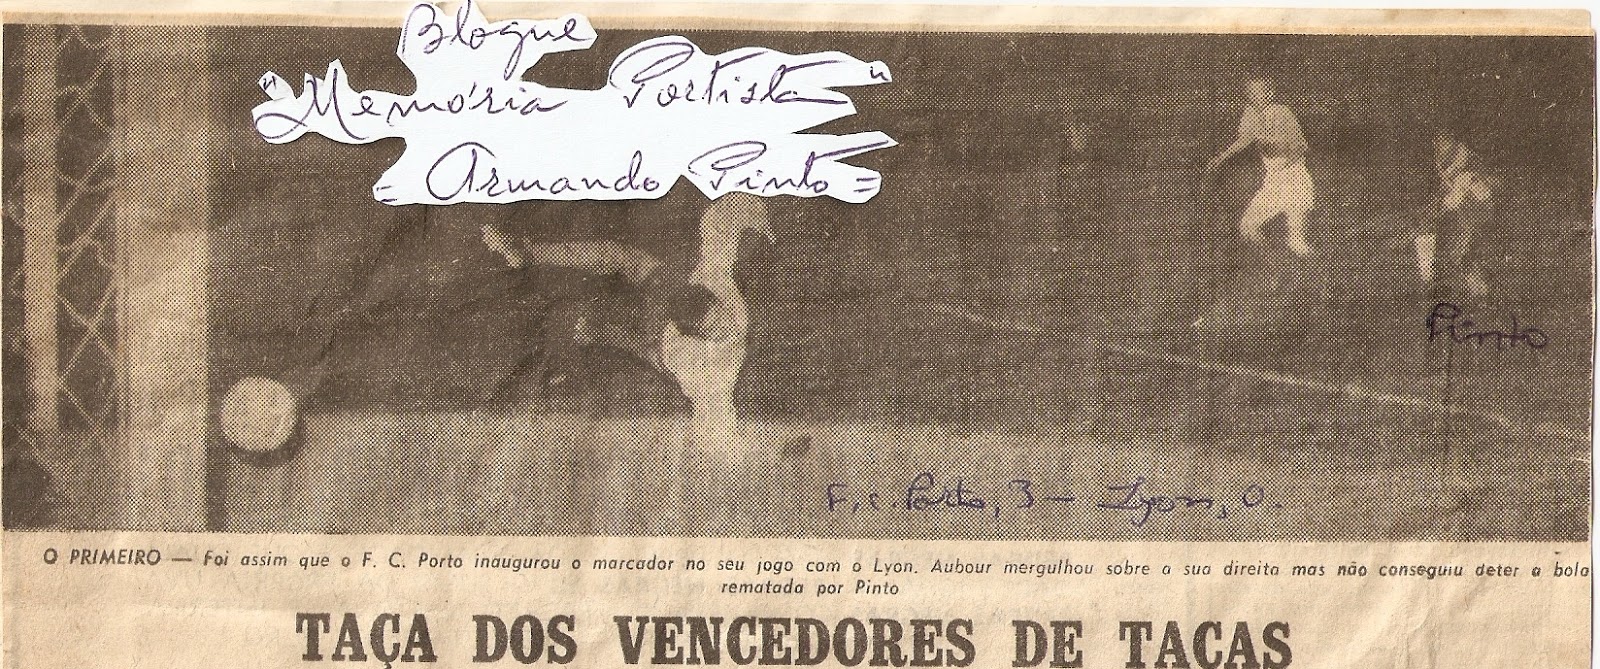 Blogue
"Memória Portista"
= Armando Pinto =
Pinto
F. c. Porto, 3 — Lyon, 0.
O PRIMEIRO — Foi assim que o F. C. Porto inaugurou o marcador no seu jogo com o Lyon. Aubour mergulhou sobre a sua direita mas não conseguiu deter a bola
rematada por Pinto
TAÇA DOS VENCEDORES DE TAÇAS